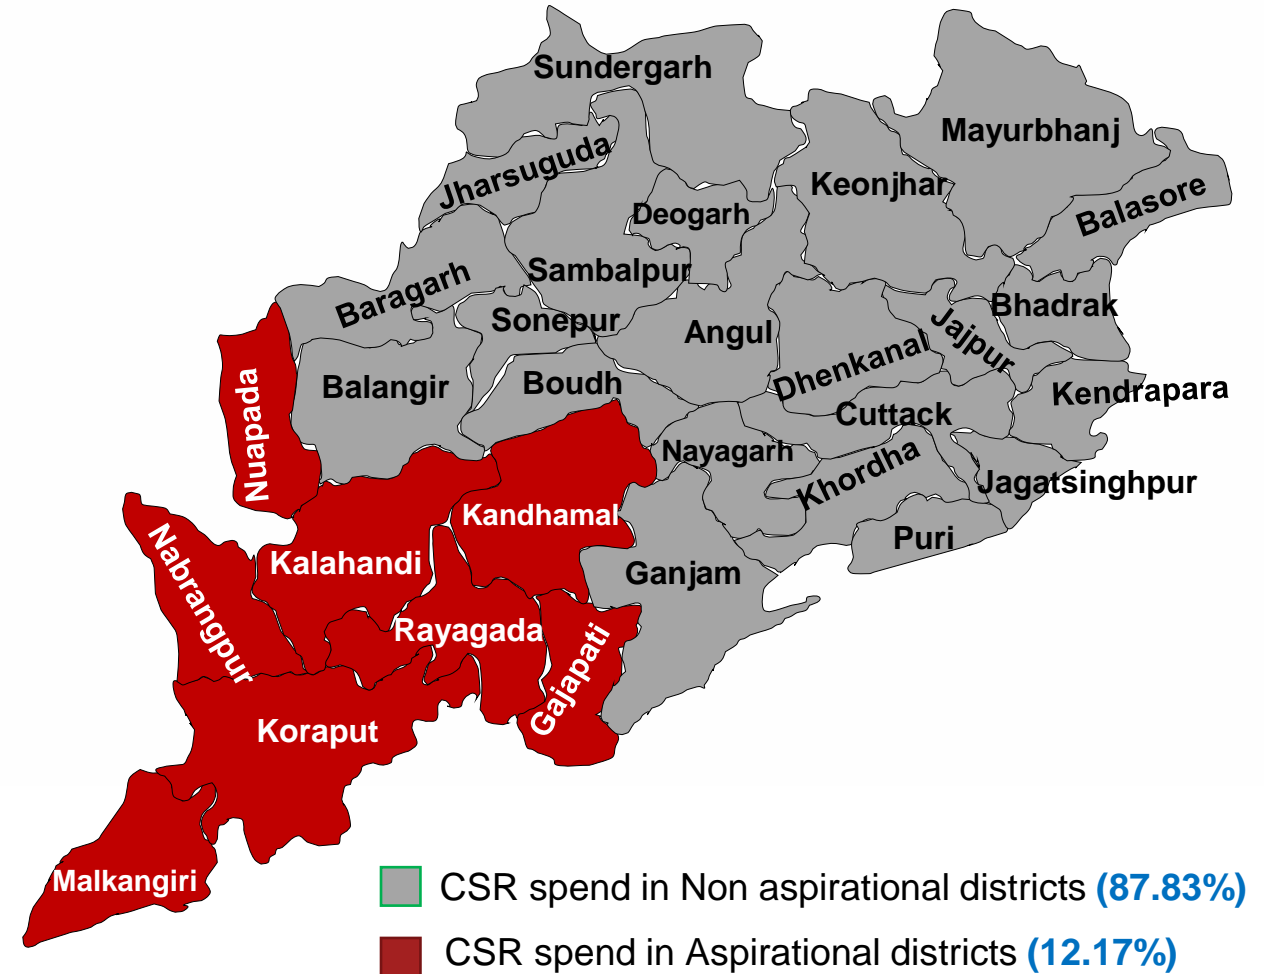 Sundergarh
Mayurbhanj
Jharsuguda
Keonjhar
Balasore
Deogarh
Sambalpur
Baragarh
Bhadrak
Sonepur
Angul
Jajpur
Dhenkanal
Balangir
Boudh
Kendrapara
Cuttack
Nuapada
Nayagarh
Khordha
Jagatsinghpur
Kandhamal
Puri
Kalahandi
Ganjam
Nabrangpur
Rayagada
Gajapati
Koraput
Malkangiri
CSR spend in Non aspirational districts (87.83%)
CSR spend in Aspirational districts (12.17%)